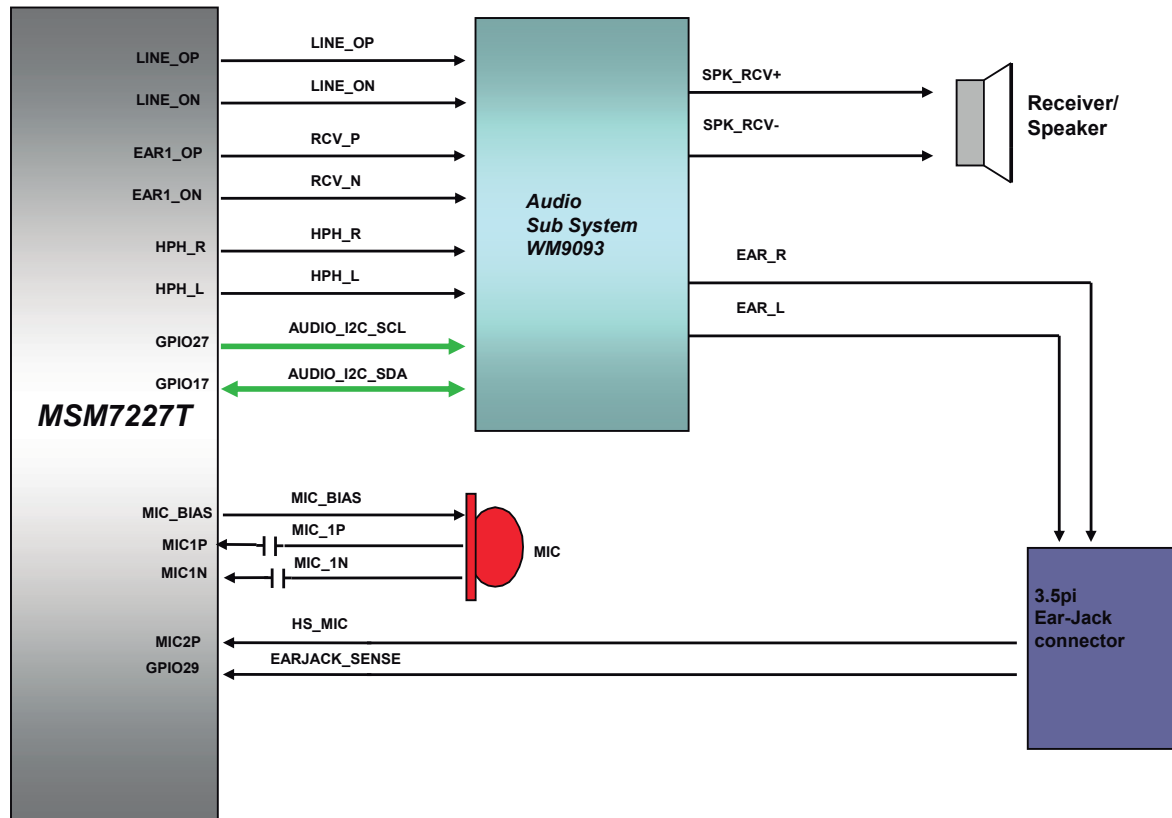 LINE_OP LINE_OP
LINE_ON LINE_ON
EAR1_OP RCV_P
EAR1_ON RCV_N
HPH_R HPH_R
HPH_L HPH_L
GPIO27 AUDIO_I2C_SCL
GPIO17 AUDIO_I2C_SDA
MSM7227T
Audio
Sub System
WM9093
SPK_RCV+
SPK_RCV-
Receiver/
Speaker
EAR_R
EAR_L
MIC_BIAS MIC_BIAS
MIC1P MIC_1P
MIC1N MIC_1N
MIC
MIC2P HS_MIC
GPIO29 EARJACK_SENSE
3.5pi
Ear-Jack
connector